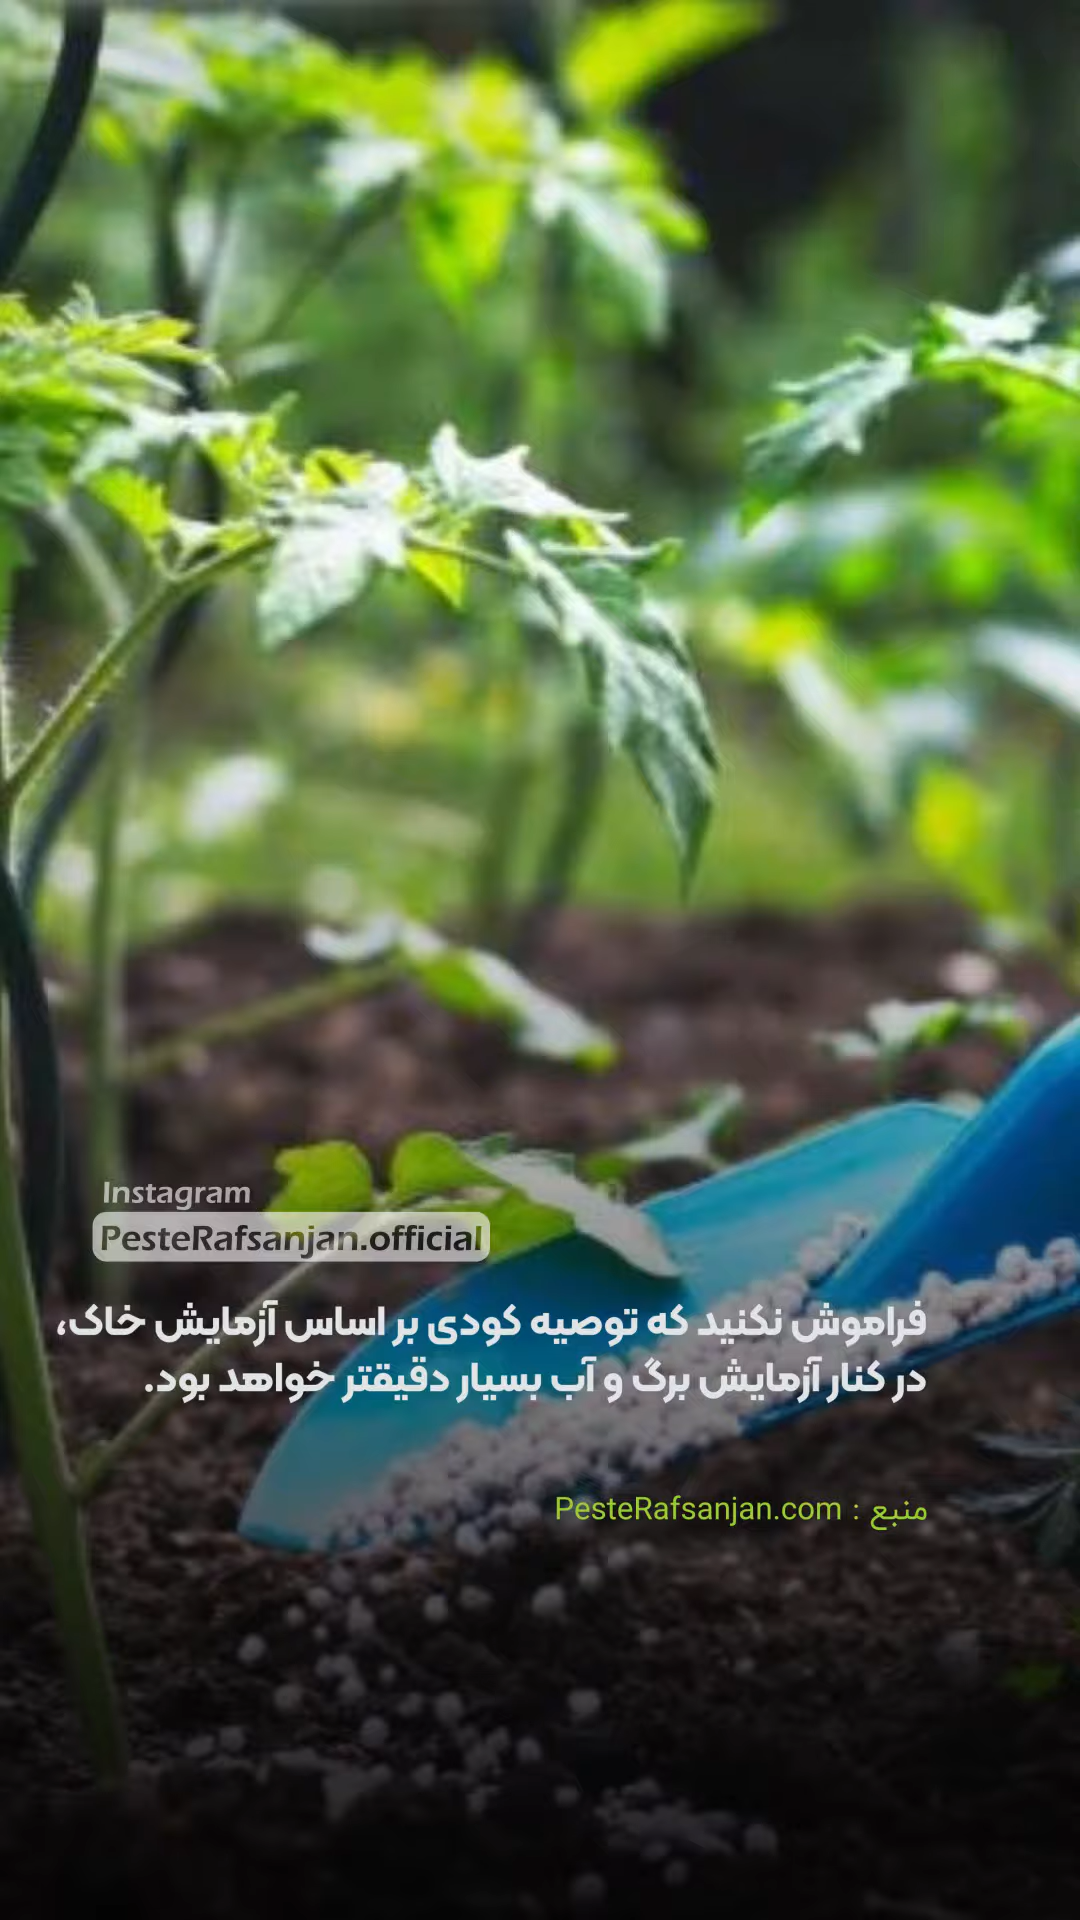 Instagram
PesteRafsanjan.official
فراموش نکنید که توصیه کودی بر اساس آزمایش خاک،
در کنار آزمایش برگ و آب بسیار دقیقتر خواهد بود.
منبع : PesteRafsanjan.com